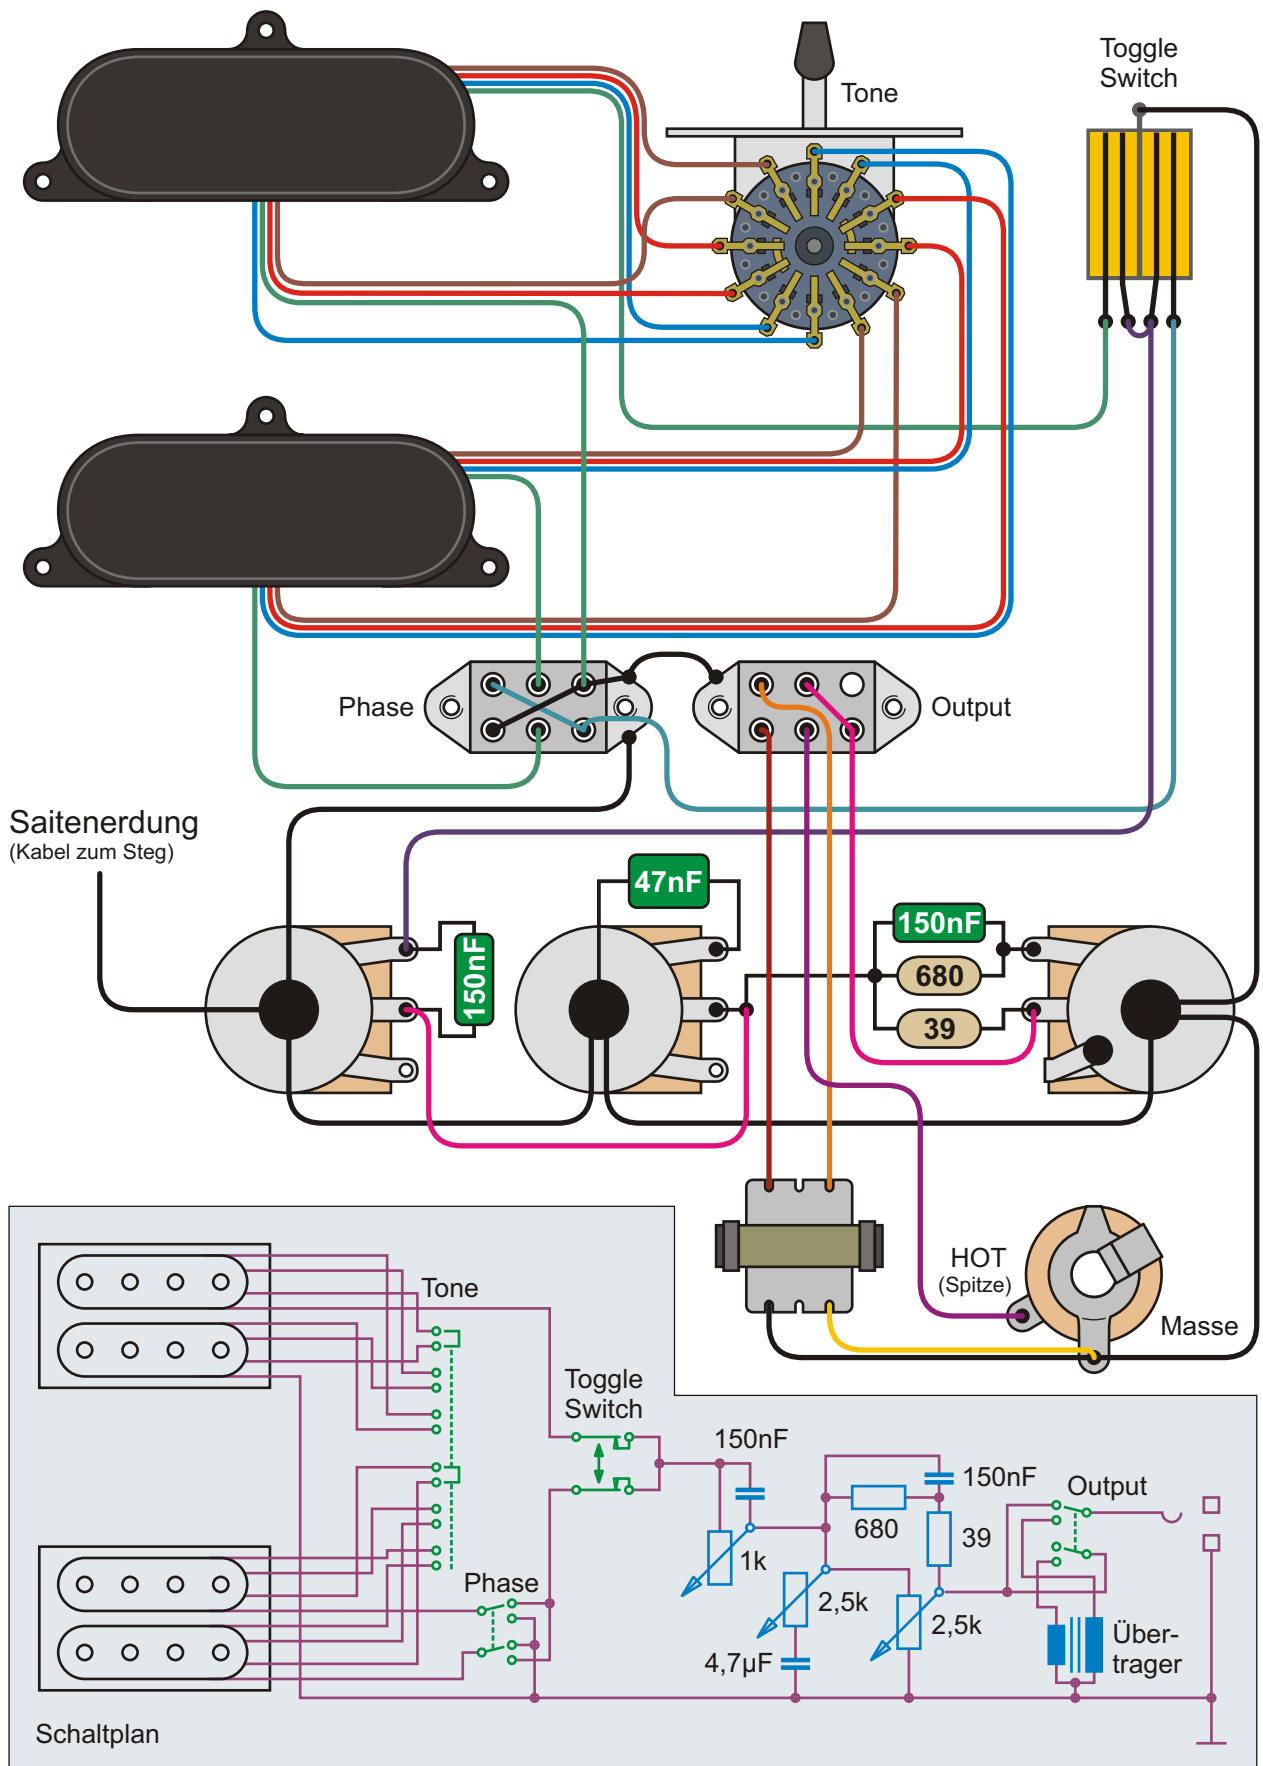 Toggle
Switch
Tone
Phase
Output
Saitenerdung
(Kabel zum Steg)
47nF
150nF
150nF
680
39
HOT
(Spitze)
Masse
Tone
Toggle
Switch
150nF
150nF
Output
680
39
1k
Phase
2,5k
2,5k
Über-
trager
4,7µF
Schaltplan